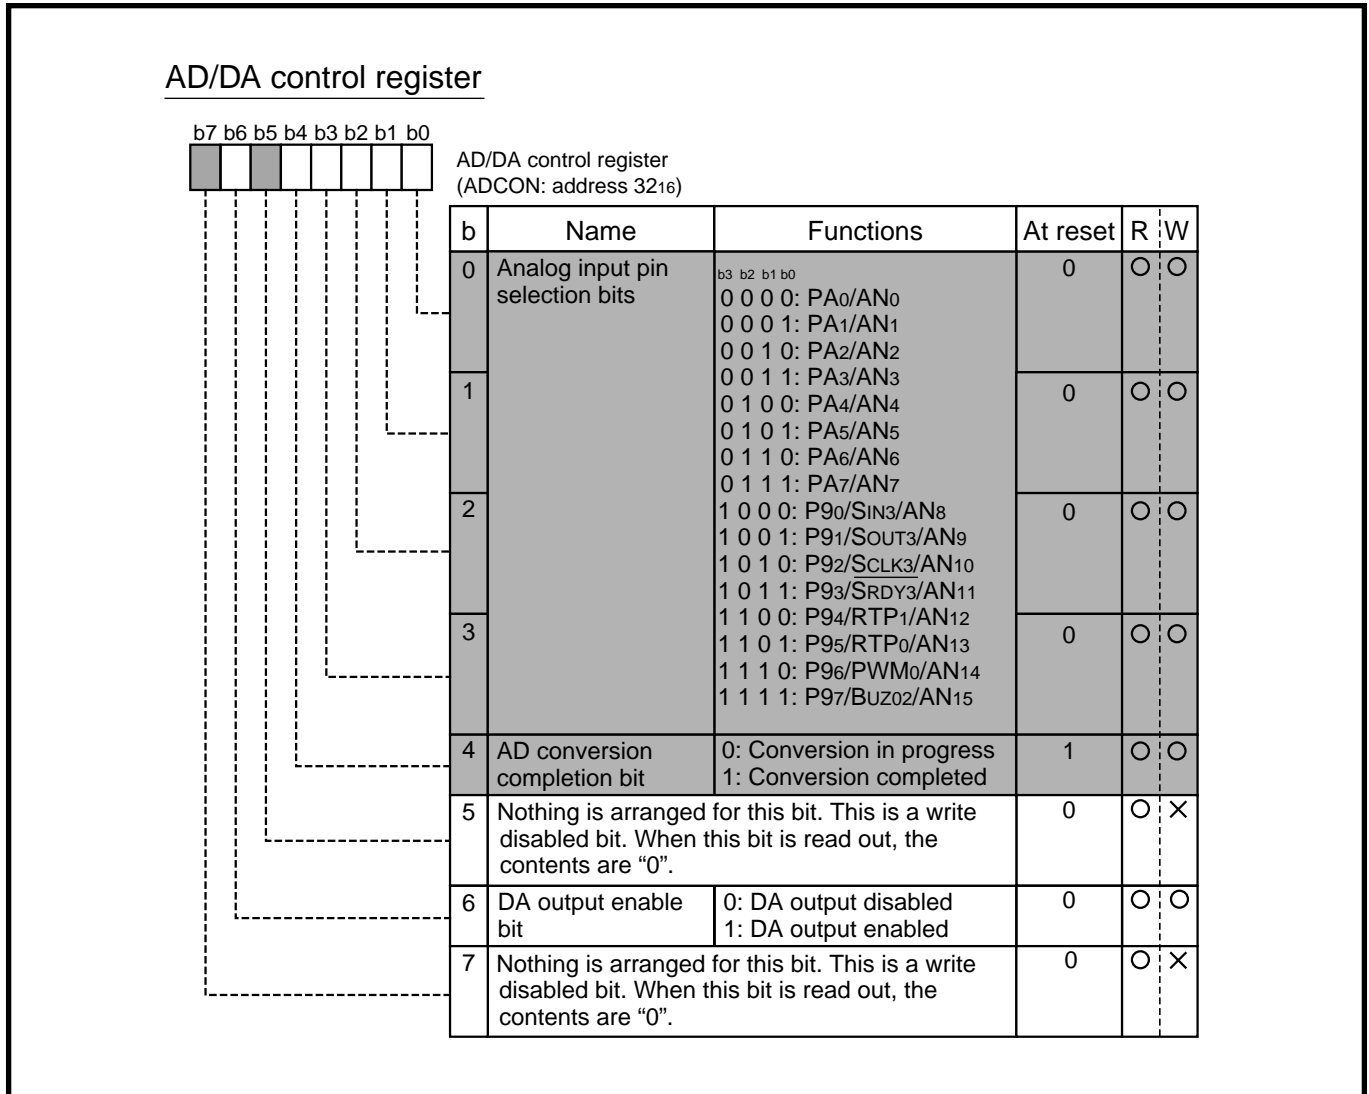 AD/DA control register
b7 b6 b5 b4 b3 b2 b1 b0
AD/DA control register
(ADCON: address 3216)
b Name Functions At reset R W
0 Analog input pin selection bits 0 ○ ○
b3 b2 b1 b0
0 0 0 0: PA0/AN0
0 0 0 1: PA1/AN1
0 0 1 0: PA2/AN2
0 0 1 1: PA3/AN3
1 0 ○ ○
0 1 0 0: PA4/AN4
0 1 0 1: PA5/AN5
0 1 1 0: PA6/AN6
0 1 1 1: PA7/AN7
2 0 ○ ○
1 0 0 0: P90/SIN3/AN8
1 0 0 1: P91/SOUT3/AN9
1 0 1 0: P92/SCLK3/AN10
1 0 1 1: P93/SRDY3/AN11
1 1 0 0: P94/RTP1/AN12
3 0 ○ ○
1 1 0 1: P95/RTP0/AN13
1 1 1 0: P96/PWM0/AN14
1 1 1 1: P97/BUZ02/AN15
4 AD conversion 0: Conversion in progress 1 ○ ○
completion bit 1: Conversion completed
5 Nothing is arranged for this bit. This is a write 0 ○ ×
disabled bit. When this bit is read out, the
contents are “0”.
6 DA output enable 0: DA output disabled 0 ○ ○
bit 1: DA output enabled
7 Nothing is arranged for this bit. This is a write 0 ○ ×
disabled bit. When this bit is read out, the
contents are “0”.